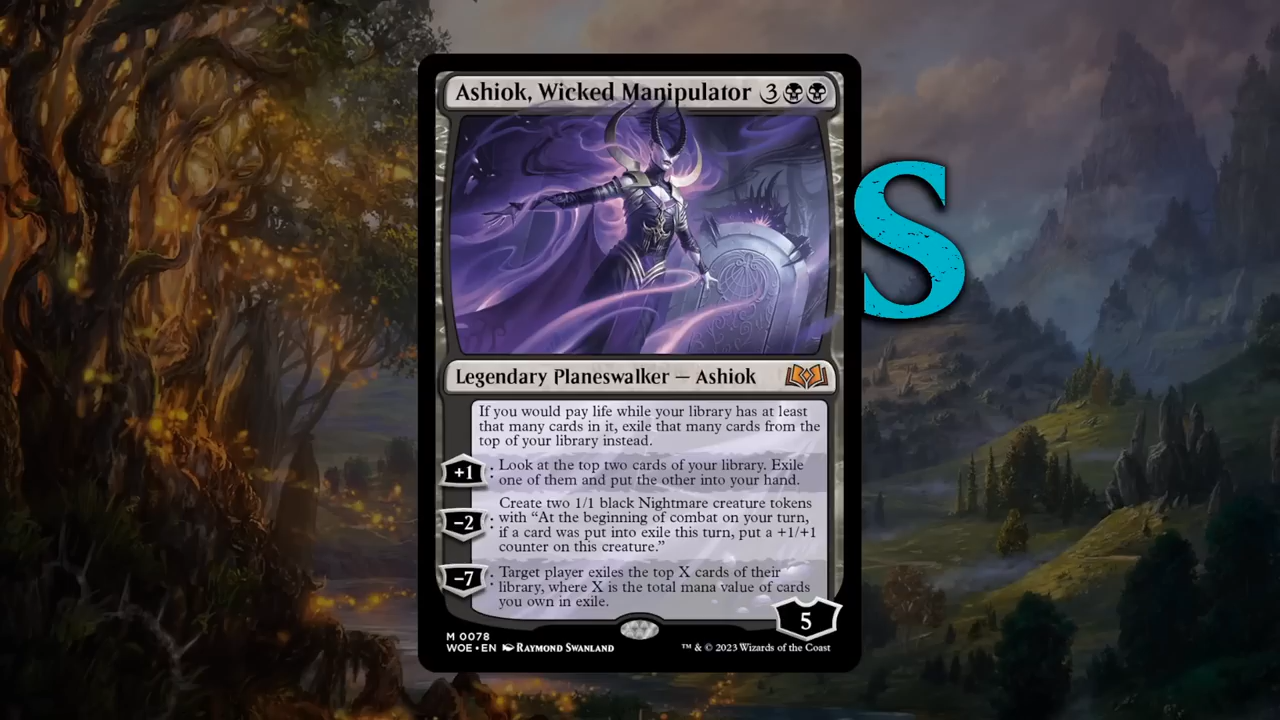 Ashiok, Wicked Manipulator 3
S
Legendary Planeswalker — Ashiok
If you would pay life while your library has at least
that many cards in it, exile that many cards from the
top of your library instead.
+1: Look at the top two cards of your library. Exile
one of them and put the other into your hand.
−2: Create two 1/1 black Nightmare creature tokens
with “At the beginning of combat on your turn,
if a card was put into exile this turn, put a +1/+1
counter on this creature.”
−7: Target player exiles the top X cards of their
library, where X is the total mana value of cards
you own in exile.
5
M 0078
WOE • EN Raymond Swanland
™ & © 2023 Wizards of the Coast